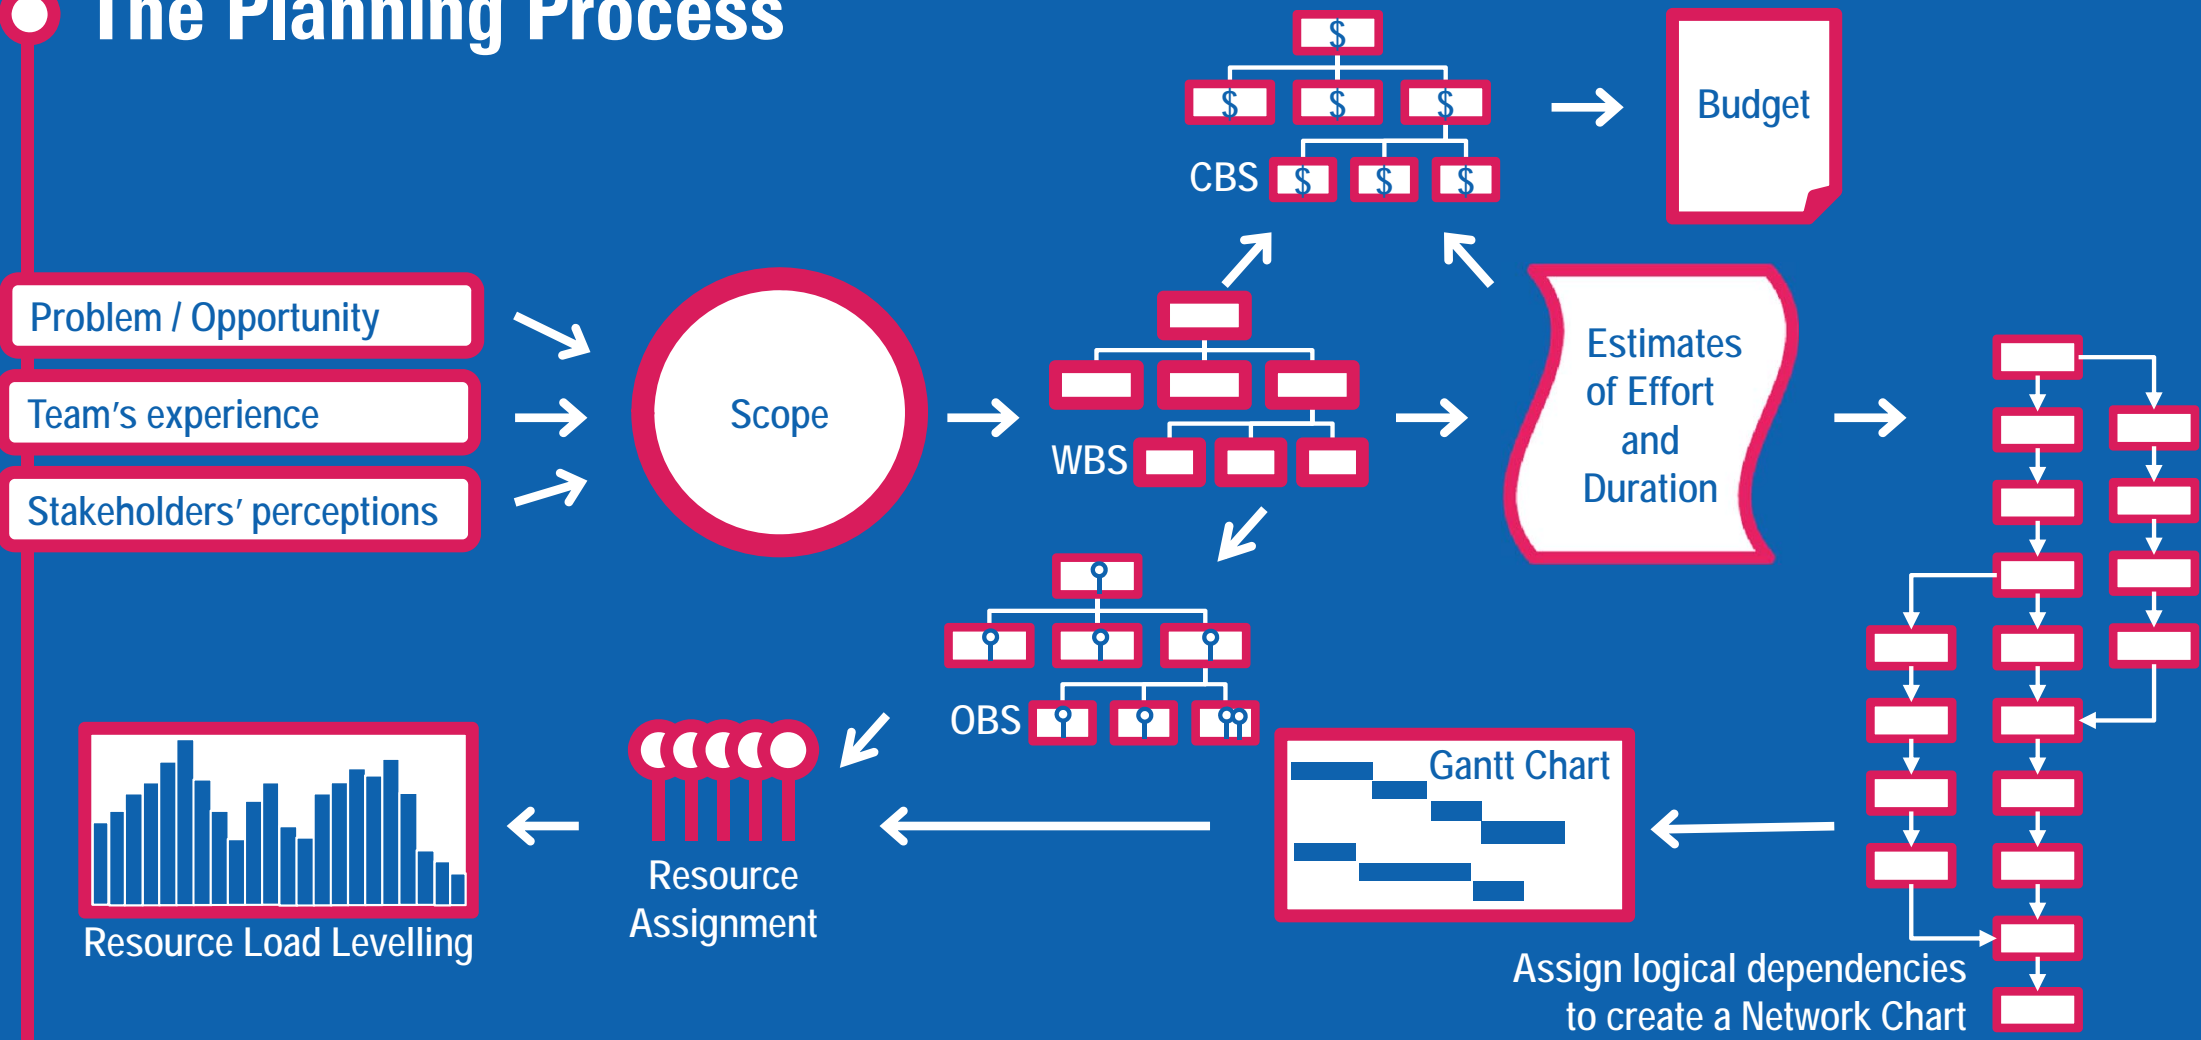 The Planning Process
$
$ $ $
CBS $ $ $
Budget
Problem / Opportunity
Team's experience
Stakeholders' perceptions
Scope
WBS
Estimates
of Effort
and
Duration
OBS
Gantt Chart
Resource
Assignment
Resource Load Levelling
Assign logical dependencies
to create a Network Chart